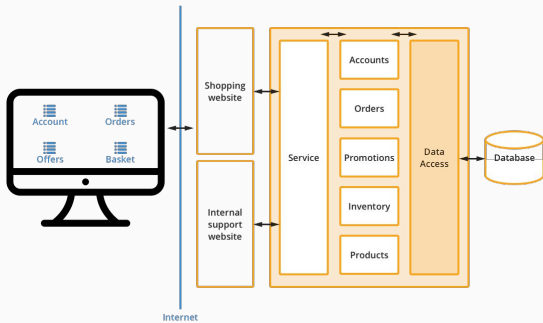 Account
Orders
Offers
Basket
Shopping
website
Internal
support
website
Service
Accounts
Orders
Promotions
Inventory
Products
Data
Access
Database
Internet